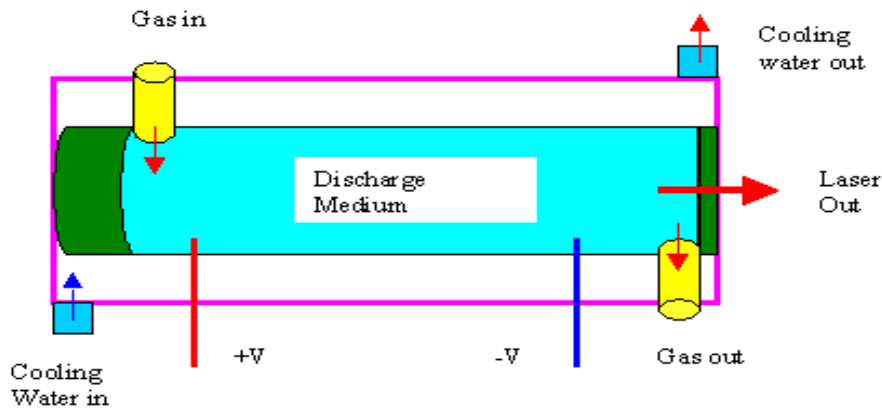 Gas in
Cooling
water out
Discharge
Medium
Laser
Out
+V
-V
Gas out
Cooling
Water in